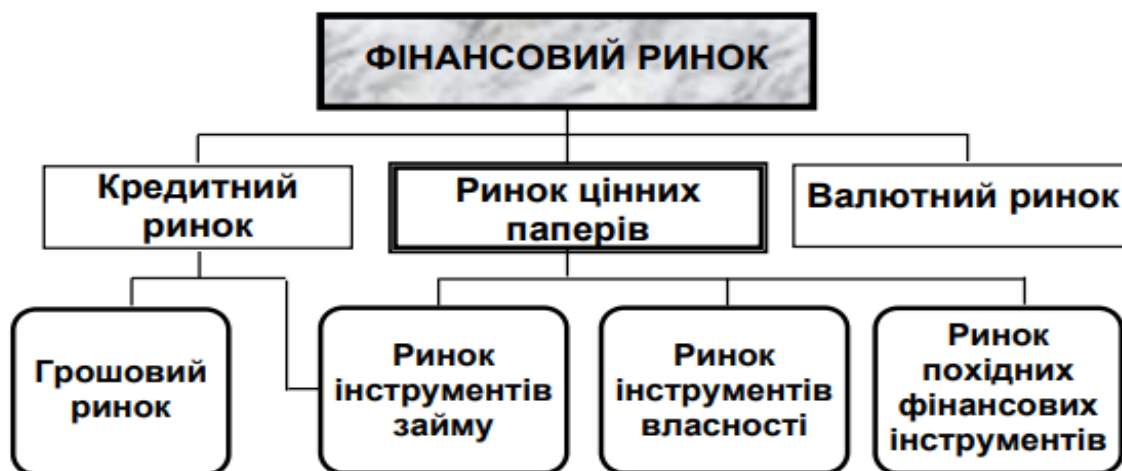 ФІНАНСОВИЙ РИНОК
Кредитний
ринок
Ринок цінних
паперів
Валютний ринок
Грошовий
ринок
Ринок
інструментів
займу
Ринок
інструментів
власності
Ринок
похідних
фінансових
інструментів